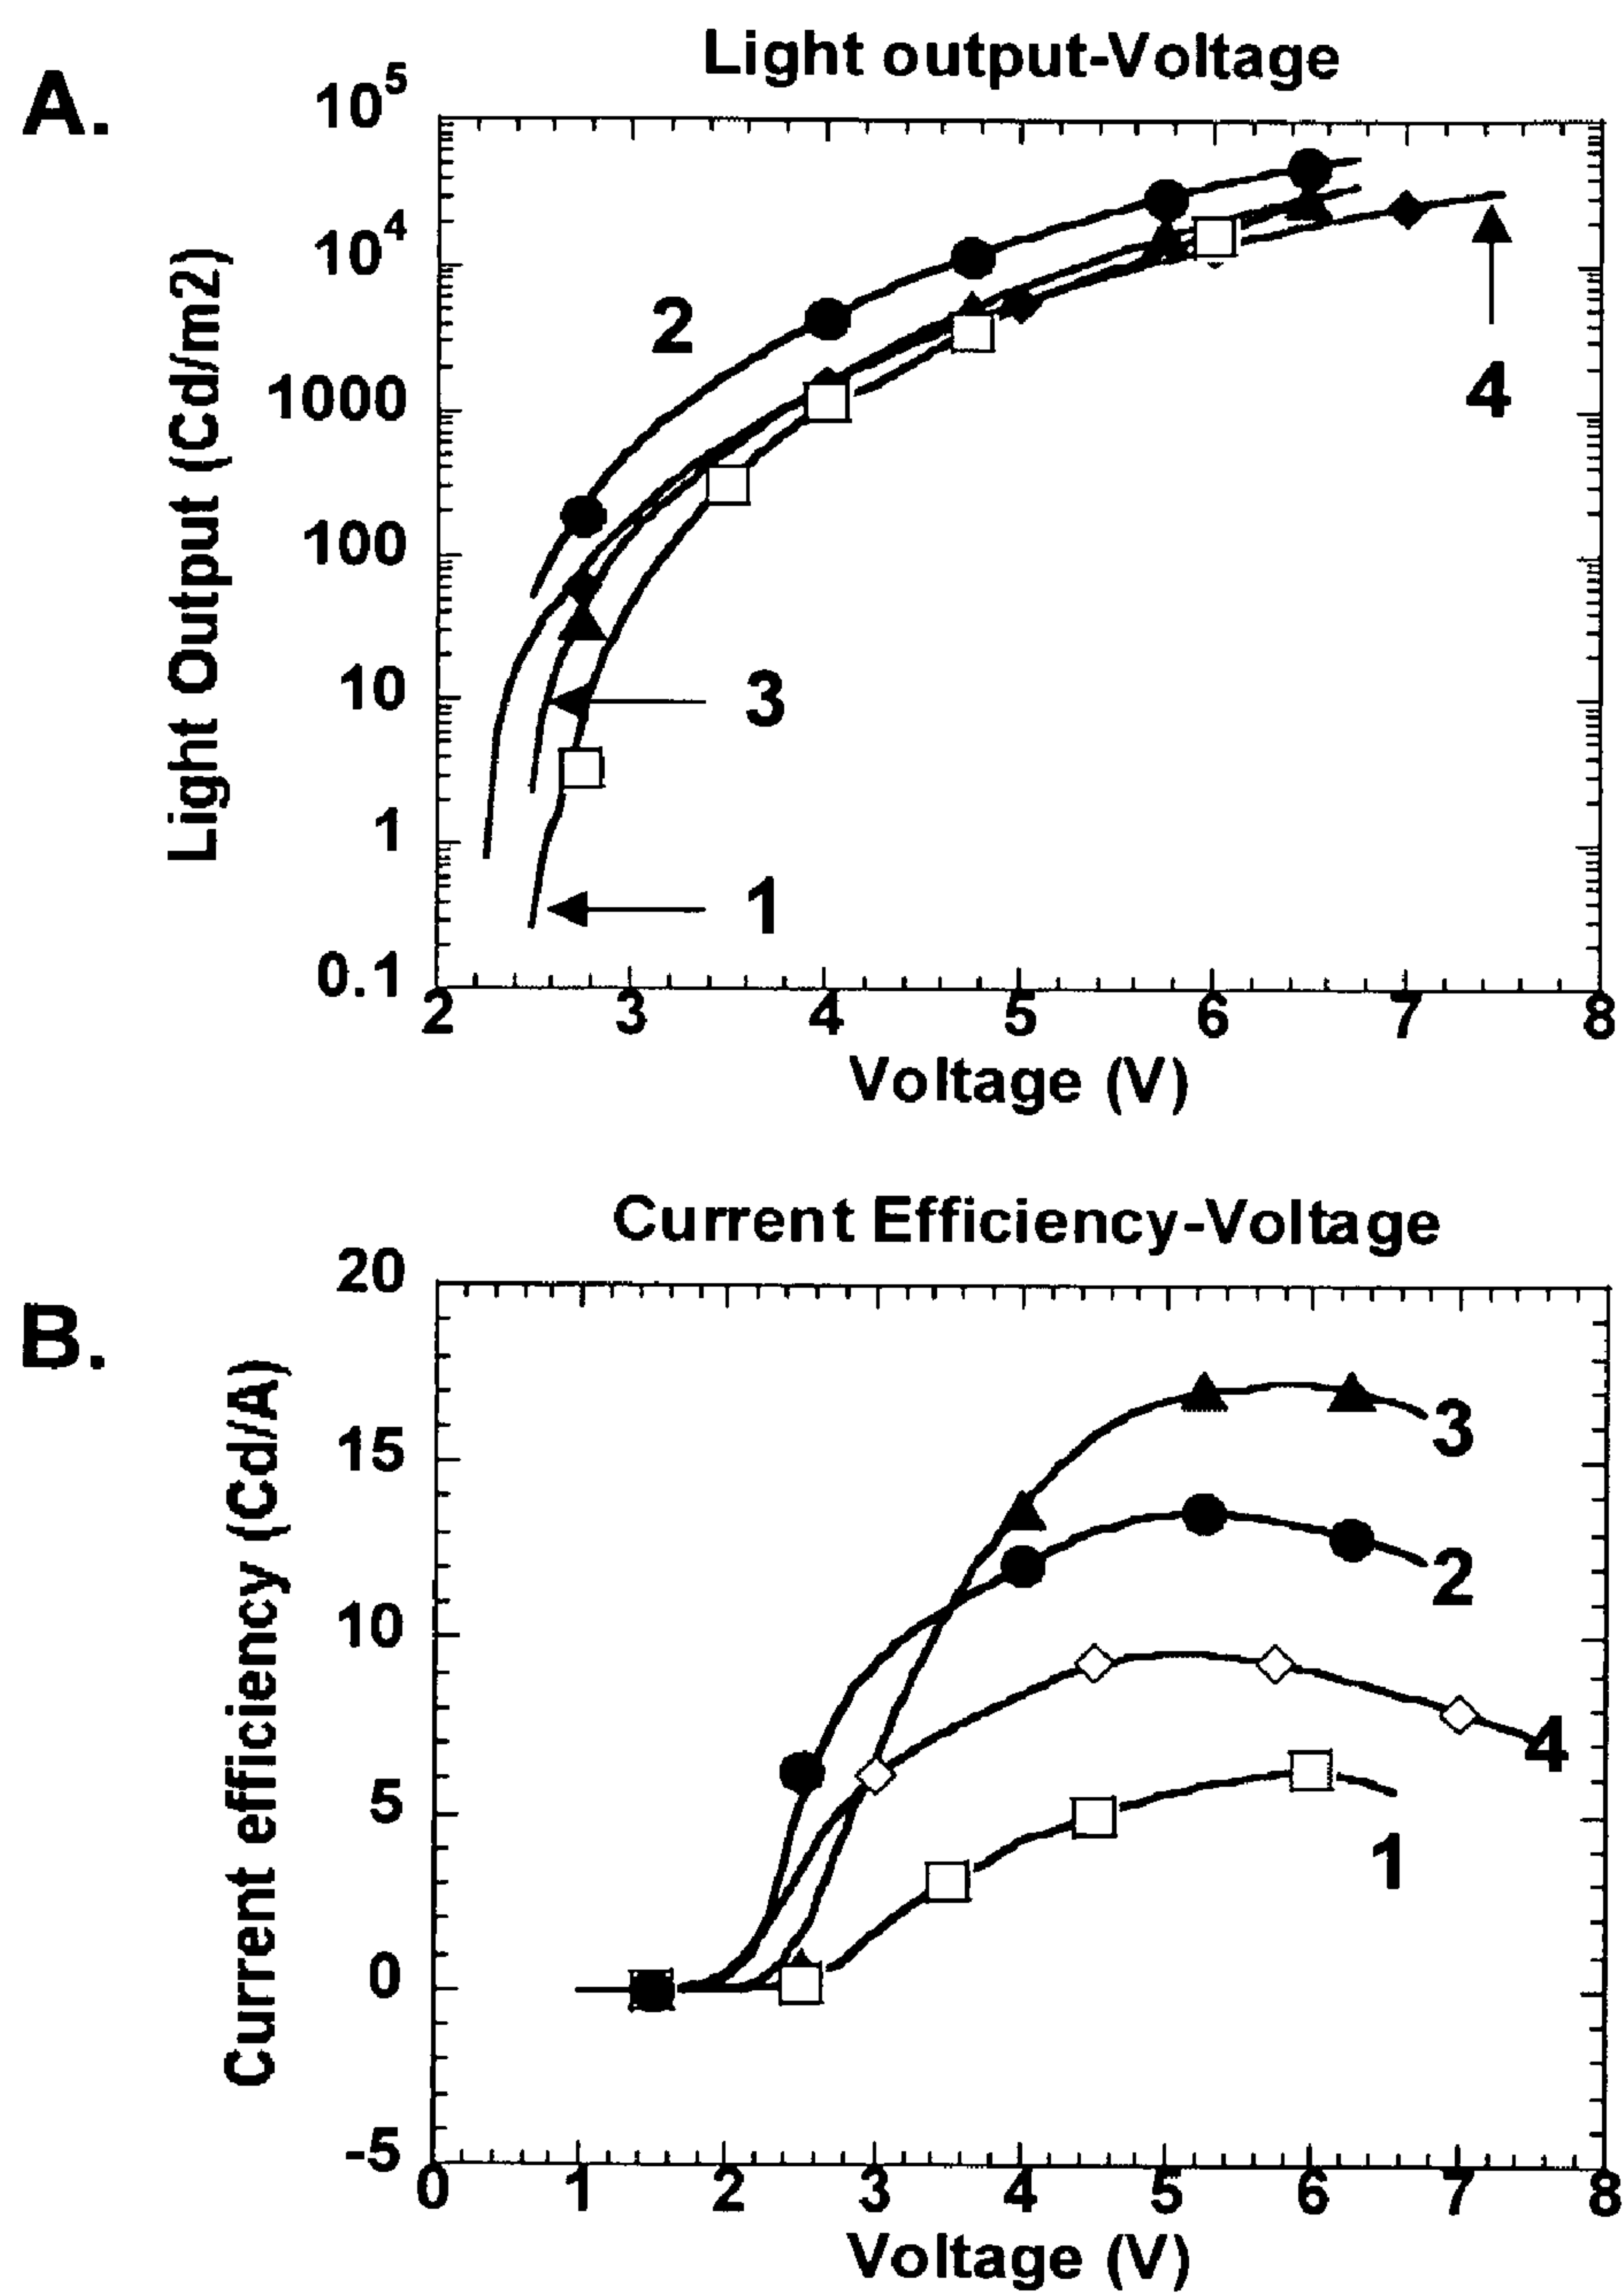 A.
Light output-Voltage
Light Output (Cd/m2)
10^5
10^4
1000
100
10
1
0.1
2
4
3
1
2 3 4 5 6 7 8
Voltage (V)
B.
Current Efficiency-Voltage
Current efficiency (Cd/A)
20
15
10
5
0
-5
3
2
4
1
0 1 2 3 4 5 6 7 8
Voltage (V)